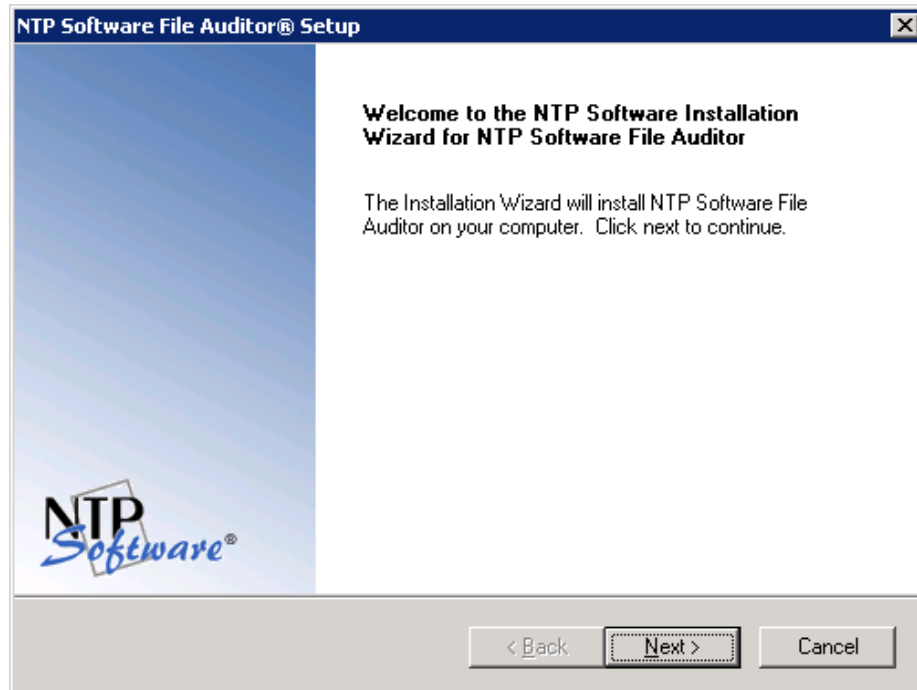 NTP Software File Auditor® Setup
Welcome to the NTP Software Installation
Wizard for NTP Software File Auditor
The Installation Wizard will install NTP Software File
Auditor on your computer.  Click next to continue.
NTP
Software®
< Back
Next >
Cancel